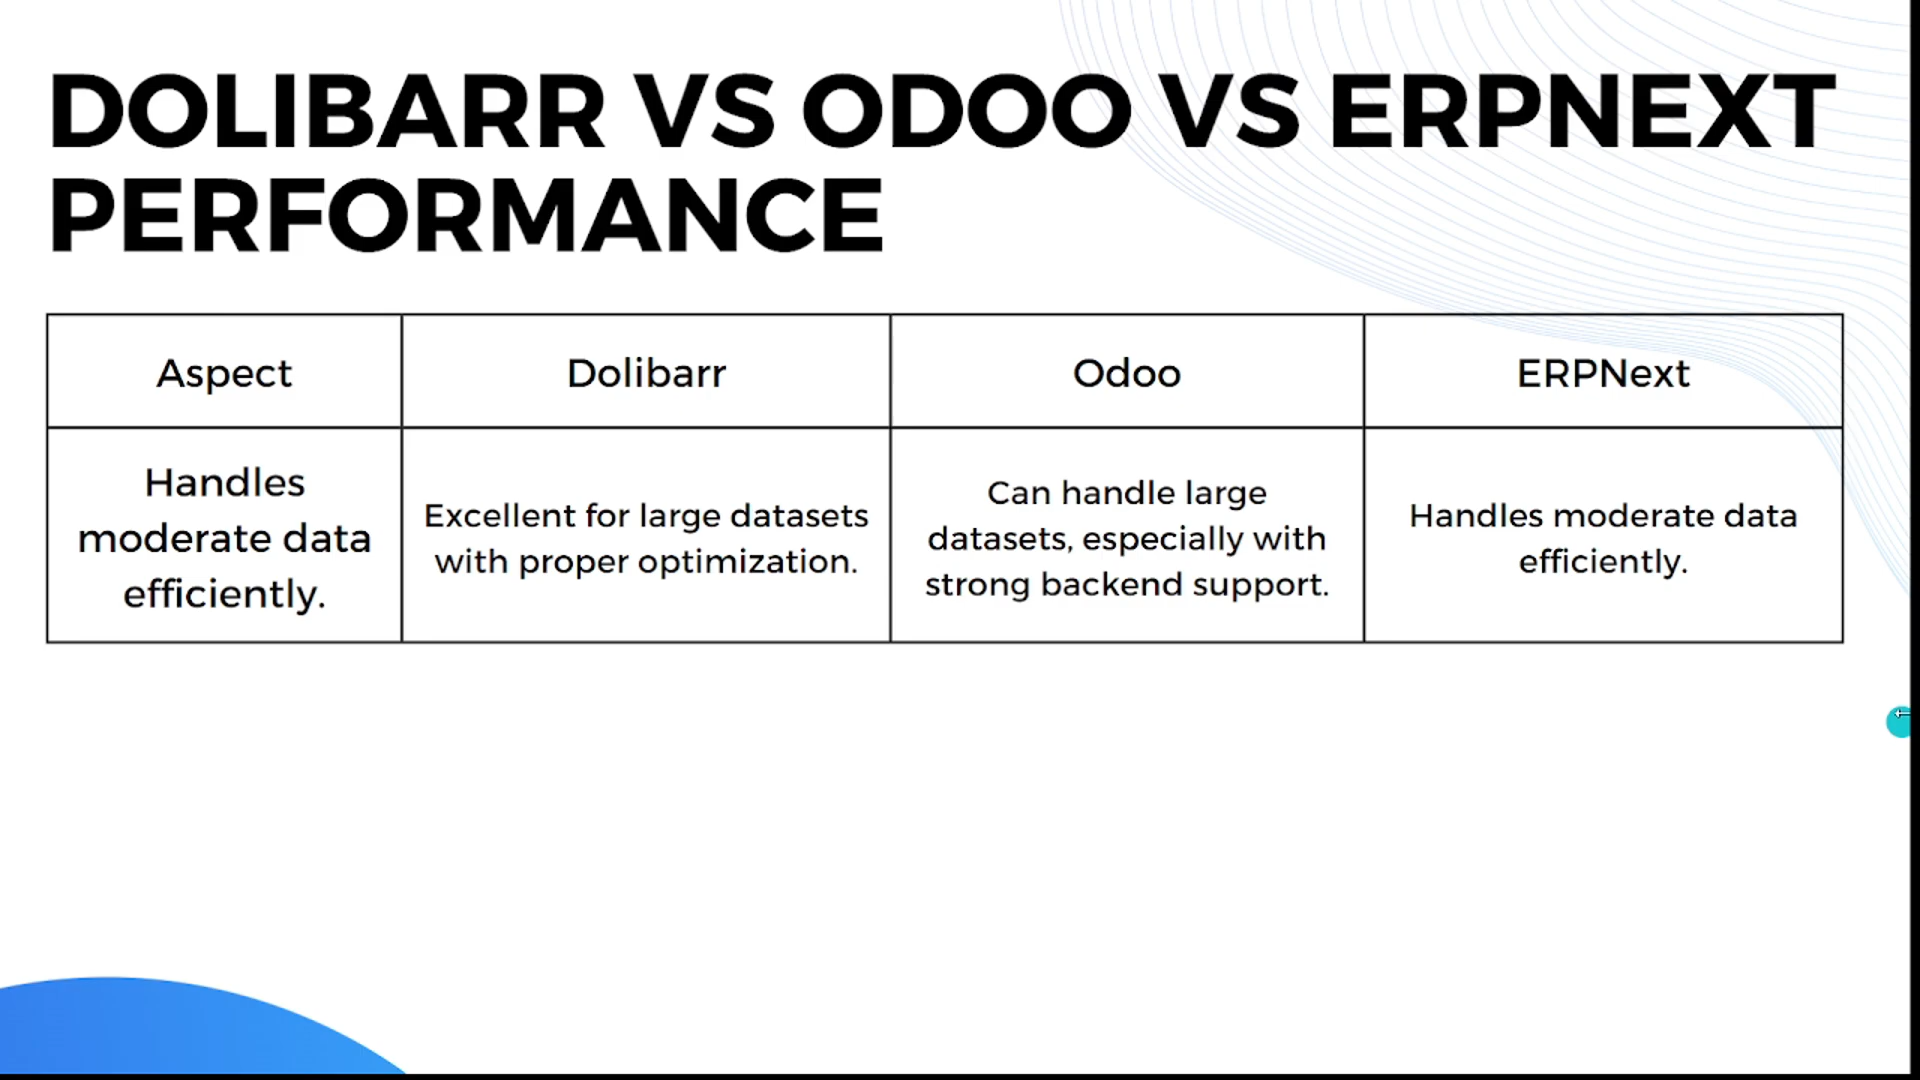 DOLIBARR VS ODOO VS ERPNEXT
PERFORMANCE
Aspect
Dolibarr
Odoo
ERPNext
Handles
moderate data
efficiently.
Excellent for large datasets
with proper optimization.
Can handle large
datasets, especially with
strong backend support.
Handles moderate data
efficiently.